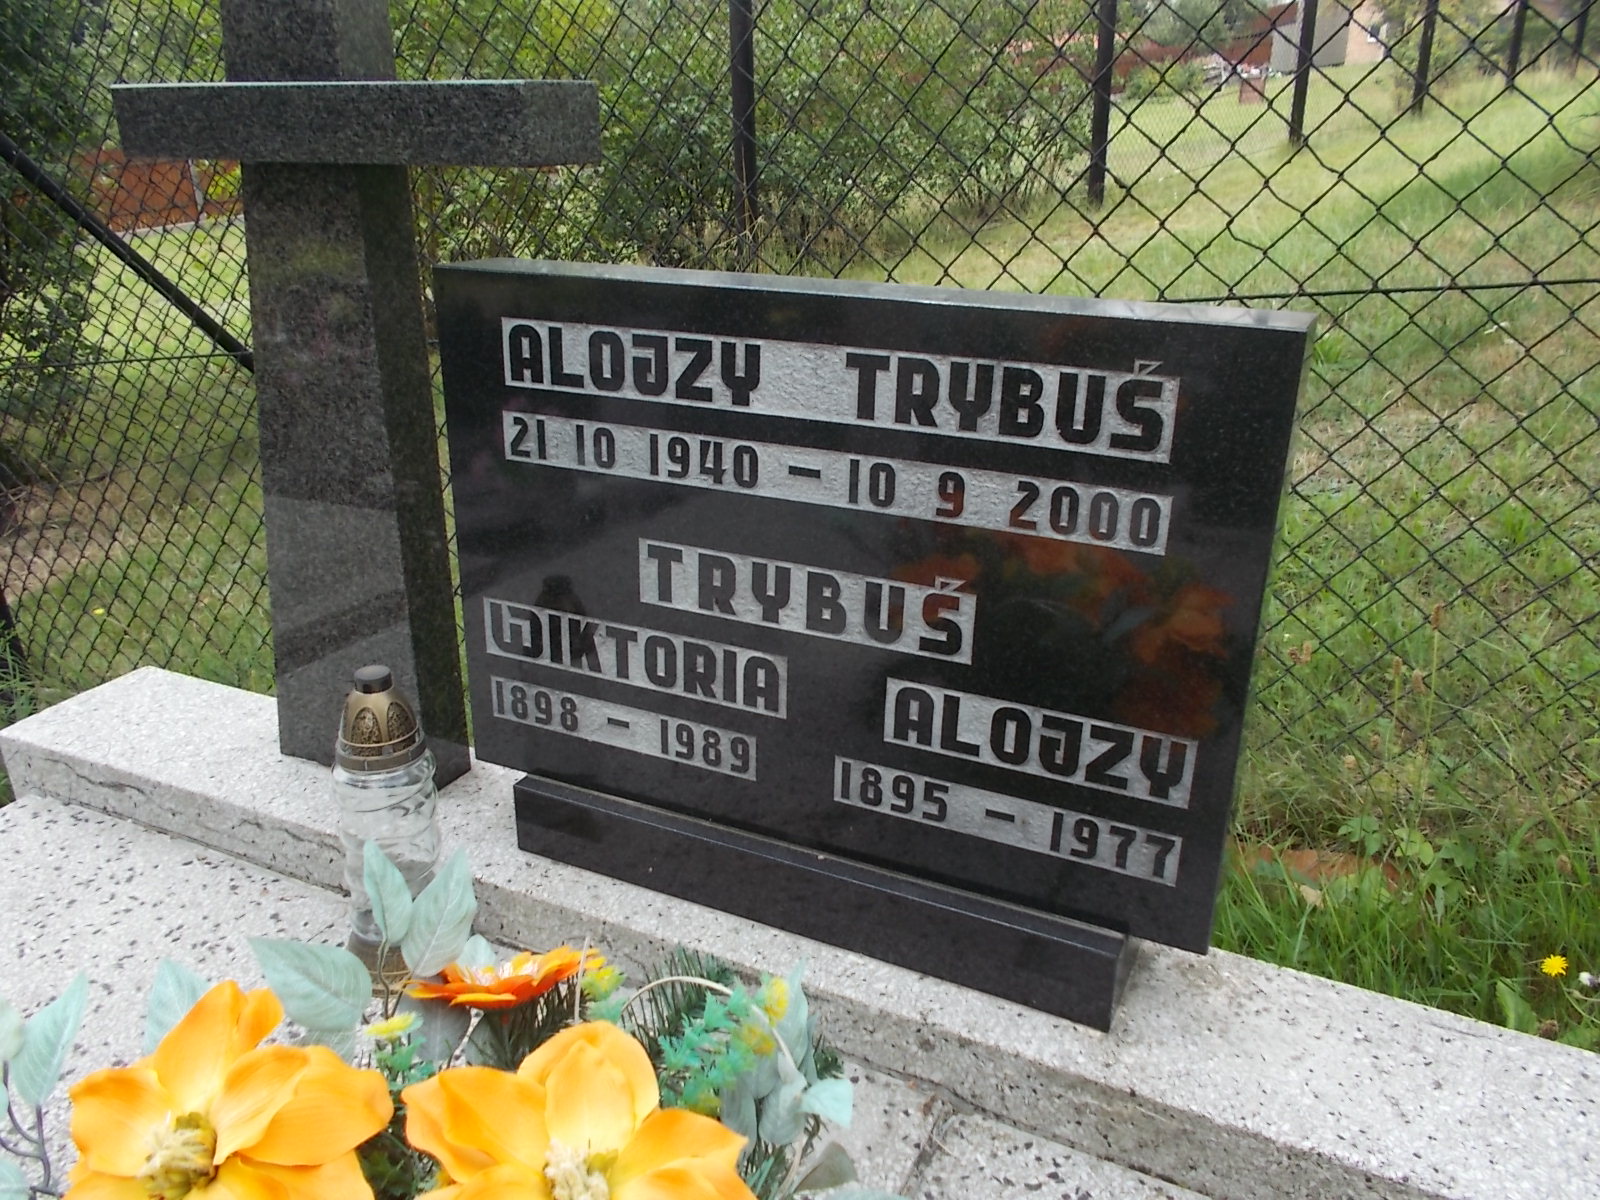 ALOJZY TRYBUŚ
21 10 1940 – 10 9 2000
TRYBUŚ
WIKTORIA
1898 – 1989
ALOJZY
1895 – 1977